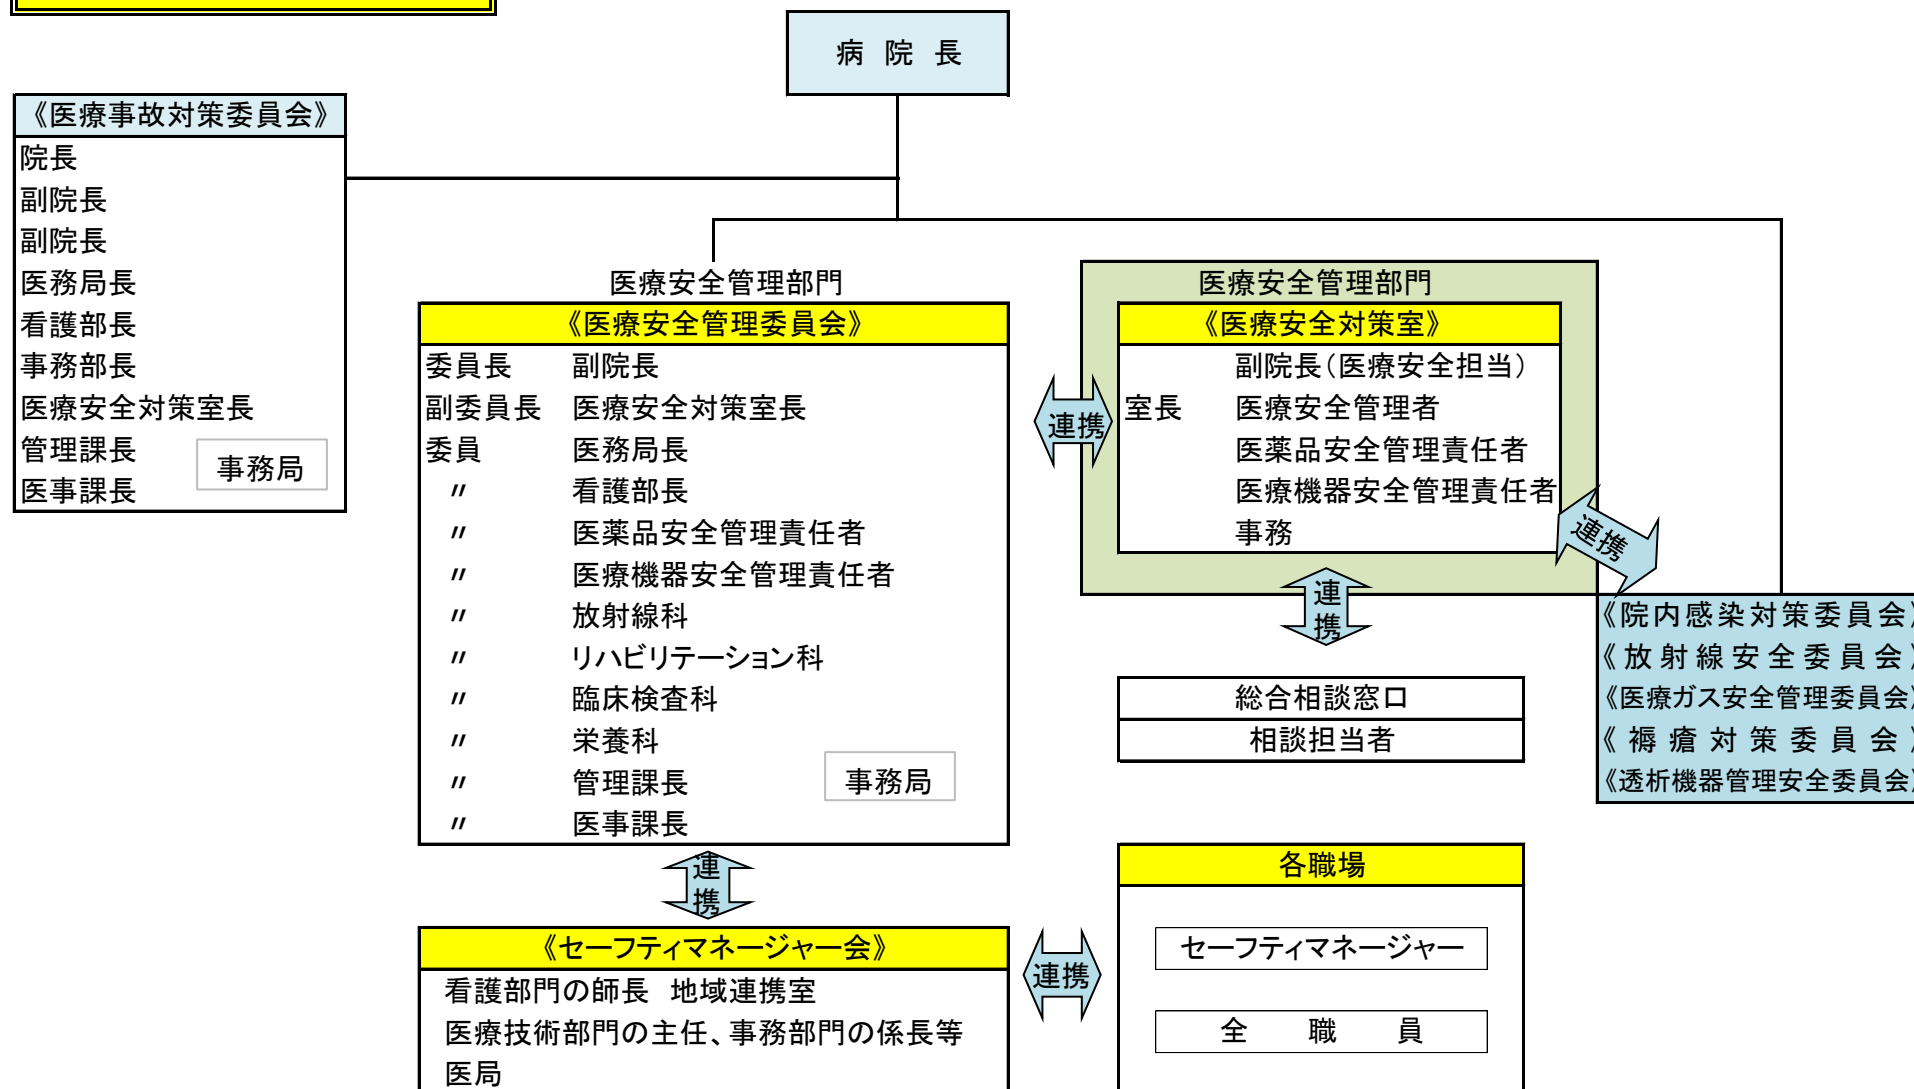 病 院 長
《医療事故対策委員会》
院長
副院長
副院長
医務局長
看護部長
事務部長
医療安全対策室長
管理課長
医事課長
事務局
医療安全管理部門
《医療安全管理委員会》
委員長 副院長
副委員長 医療安全対策室長
委員 医務局長
〃 看護部長
〃 医薬品安全管理責任者
〃 医療機器安全管理責任者
〃 放射線科
〃 リハビリテーション科
〃 臨床検査科
〃 栄養科
〃 管理課長
〃 医事課長
事務局
連携
医療安全管理部門
《医療安全対策室》
副院長（医療安全担当）
室長 医療安全管理者
医薬品安全管理責任者
医療機器安全管理責任者
事務
連携
連携
総合相談窓口
相談担当者
《院内感染対策委員会》
《放射線安全委員会》
《医療ガス安全管理委員会》
《褥瘡対策委員会》
《透析機器管理安全委員会》
連携
《セーフティマネージャー会》
看護部門の師長 地域連携室
医療技術部門の主任、事務部門の係長等
医局
連携
各職場
セーフティマネージャー
全 職 員